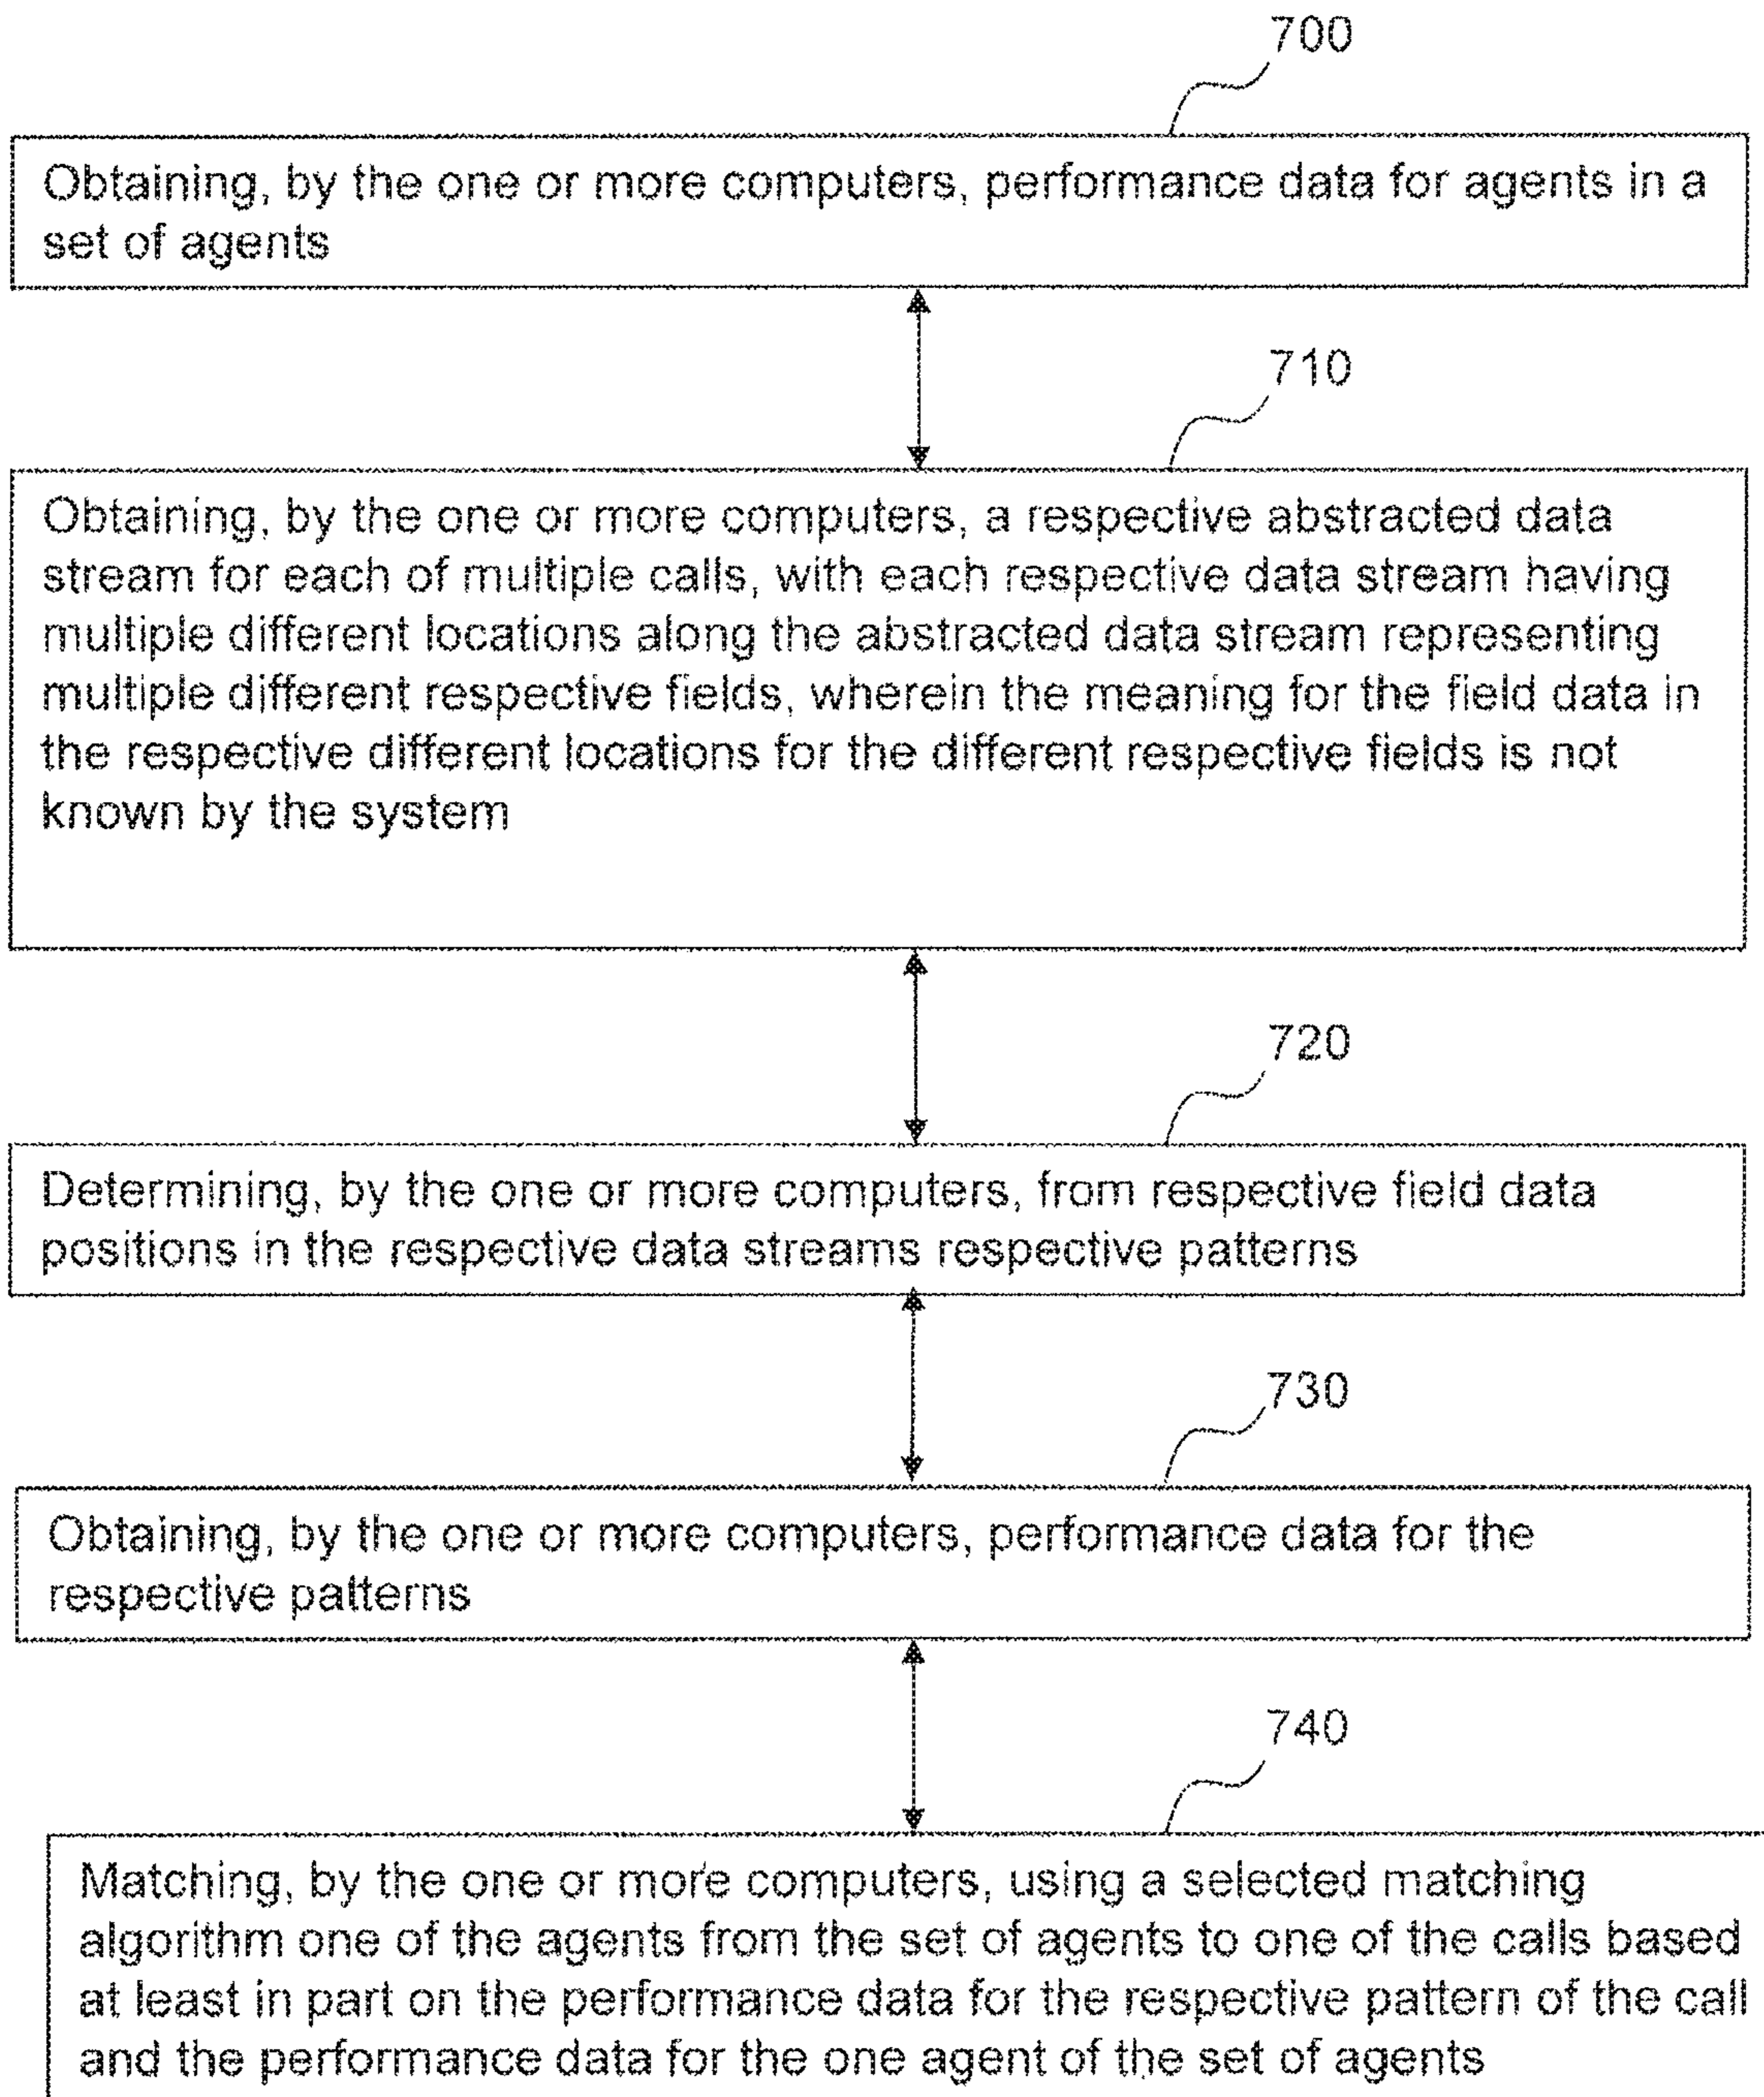 700
Obtaining, by the one or more computers, performance data for agents in a
set of agents
710
Obtaining, by the one or more computers, a respective abstracted data
stream for each of multiple calls, with each respective data stream having
multiple different locations along the abstracted data stream representing
multiple different respective fields, wherein the meaning for the field data in
the respective different locations for the different respective fields is not
known by the system
720
Determining, by the one or more computers, from respective field data
positions in the respective data streams respective patterns
730
Obtaining, by the one or more computers, performance data for the
respective patterns
740
Matching, by the one or more computers, using a selected matching
algorithm one of the agents from the set of agents to one of the calls based
at least in part on the performance data for the respective pattern of the call
and the performance data for the one agent of the set of agents